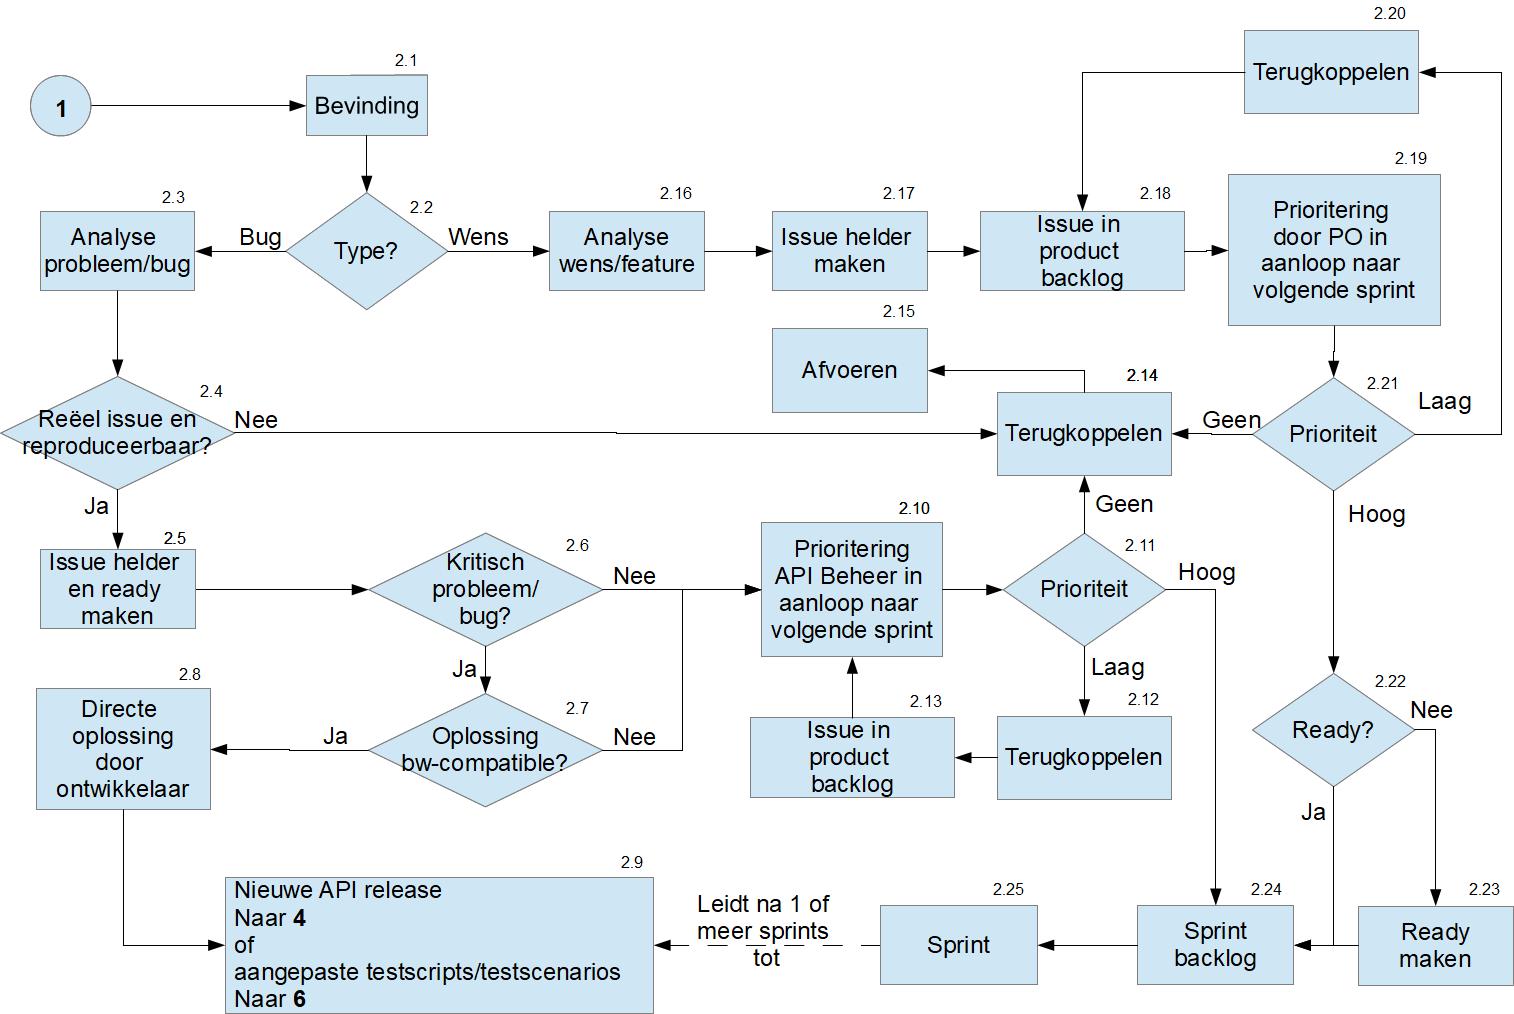 2.20
Terugkoppelen
2.1
1
Bevinding
2.19
Prioritering
door PO in
aanloop naar
volgende sprint
2.3
Analyse
probleem/bug
Bug
2.2
Type?
Wens
2.16
Analyse
wens/feature
2.17
Issue helder
maken
2.18
Issue in
product
backlog
2.15
Afvoeren
2.14
Terugkoppelen
Geen
2.21
Prioriteit
Laag
Hoog
2.4
Reëel issue en
reproduceerbaar?
Nee
Ja
2.5
Issue helder
en ready
maken
2.6
Kritisch
probleem/
bug?
Nee
Ja
2.10
Prioritering
API Beheer in
aanloop naar
volgende sprint
Geen
2.11
Prioriteit
Hoog
Laag
2.8
Directe
oplossing
door
ontwikkelaar
Ja
2.7
Oplossing
bw-compatible?
Nee
2.13
Issue in
product
backlog
2.12
Terugkoppelen
2.22
Ready?
Nee
Ja
2.9
Nieuwe API release
Naar 4
of
aangepaste testscripts/testscenarios
Naar 6
Leidt na 1 of
meer sprints
tot
2.25
Sprint
2.24
Sprint
backlog
2.23
Ready
maken